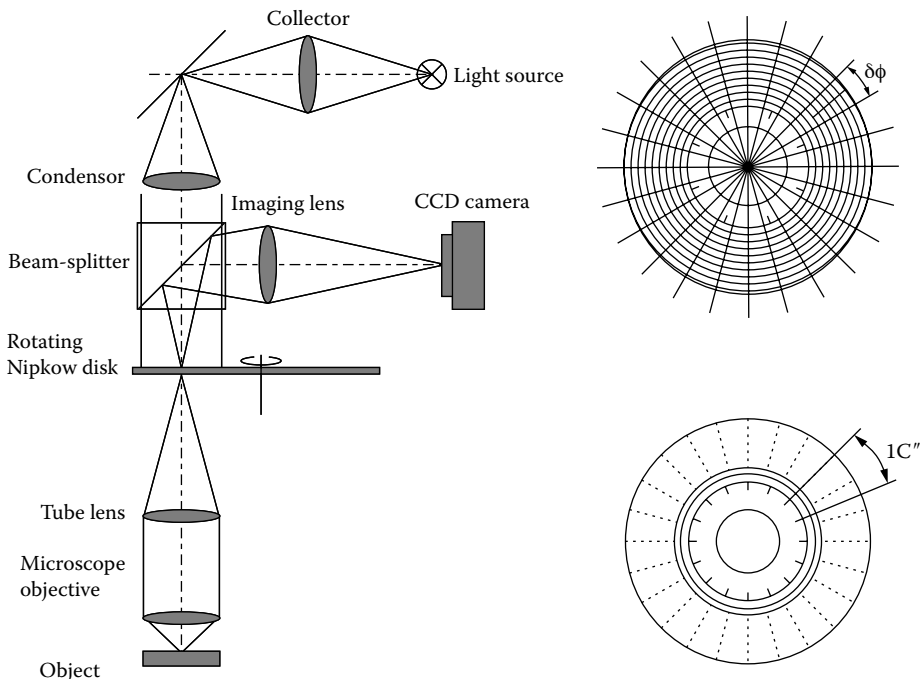 Collector
Light source
Condensor
Imaging lens
CCD camera
Beam-splitter
Rotating
Nipkow disk
Tube lens
Microscope
objective
Object
δϕ
1C″